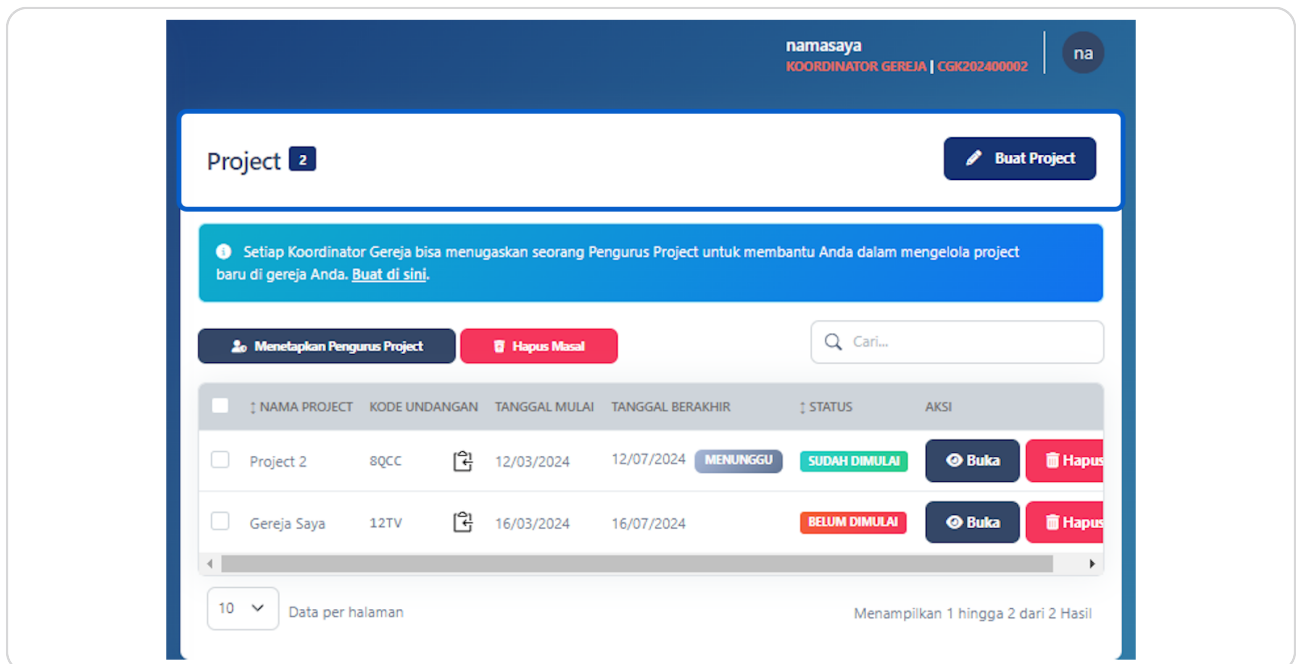 namasaya
KOORDINATOR GEREJA | CGK202400002
na
Project 2
Buat Project
Setiap Koordinator Gereja bisa menugaskan seorang Pengurus Project untuk membantu Anda dalam mengelola project
baru di gereja Anda. Buat di sini.
Menetapkan Pengurus Project
Hapus Masal
Cari...
NAMA PROJECT KODE UNDANGAN TANGGAL MULAI TANGGAL BERAKHIR STATUS AKSI
Project 2 8QCC 12/03/2024 12/07/2024 MENUNGGU SUDAH DIMULAI Buka Hapus
Gereja Saya 12TV 16/03/2024 16/07/2024 BELUM DIMULAI Buka Hapus
10 Data per halaman
Menampilkan 1 hingga 2 dari 2 Hasil